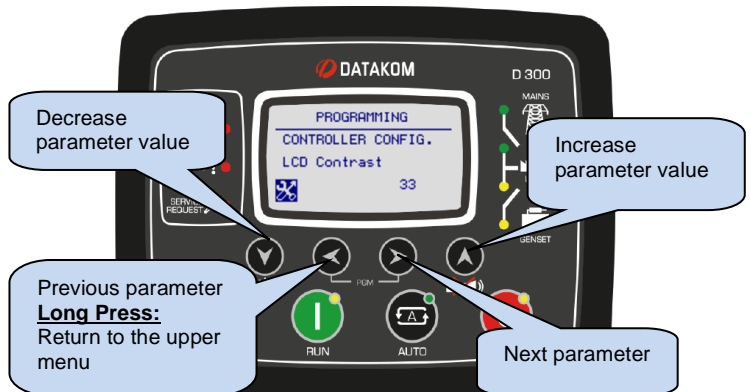 DATAKOM
D 300
MAINS
PROGRAMMING
CONTROLLER CONFIG.
LCD Contrast
33
Decrease
parameter value
Increase
parameter value
REQUEST
GENSET
PGM
Previous parameter
Long Press:
Return to the upper
menu
Next parameter
RUN
A
AUTO